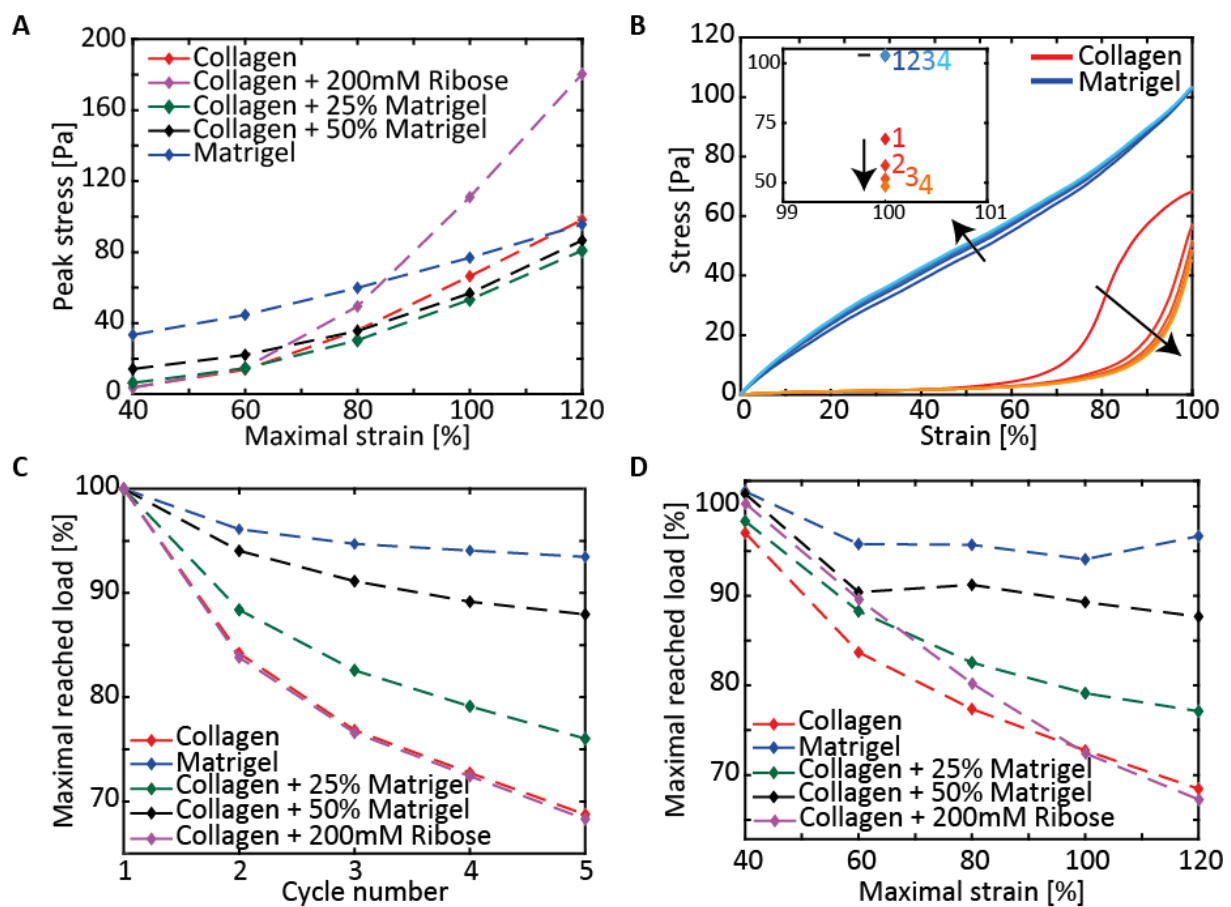 A
Peak stress [Pa]
200
160
120
80
40
0
Collagen
Collagen + 200mM Ribose
Collagen + 25% Matrigel
Collagen + 50% Matrigel
Matrigel
40 60 80 100 120
Maximal strain [%]
B
Stress [Pa]
120
100
80
60
40
20
0
100
75
50
1234
1
2
3
4
99 100 101
Collagen
Matrigel
0 20 40 60 80 100
Strain [%]
C
Maximal reached load [%]
100
90
80
70
Collagen
Matrigel
Collagen + 25% Matrigel
Collagen + 50% Matrigel
Collagen + 200mM Ribose
1 2 3 4 5
Cycle number
D
Maximal reached load [%]
100
90
80
70
Collagen
Matrigel
Collagen + 25% Matrigel
Collagen + 50% Matrigel
Collagen + 200mM Ribose
40 60 80 100 120
Maximal strain [%]